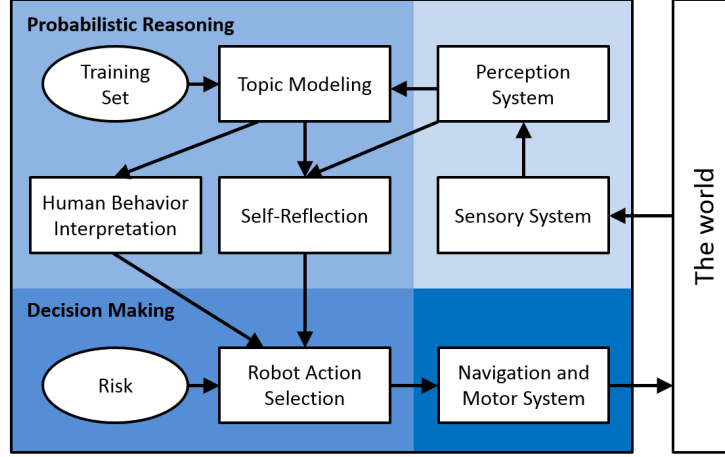 Probabilistic Reasoning
Training
Set
Topic Modeling
Perception
System
Human Behavior
Interpretation
Self-Reflection
Sensory System
The world
Decision Making
Risk
Robot Action
Selection
Navigation and
Motor System